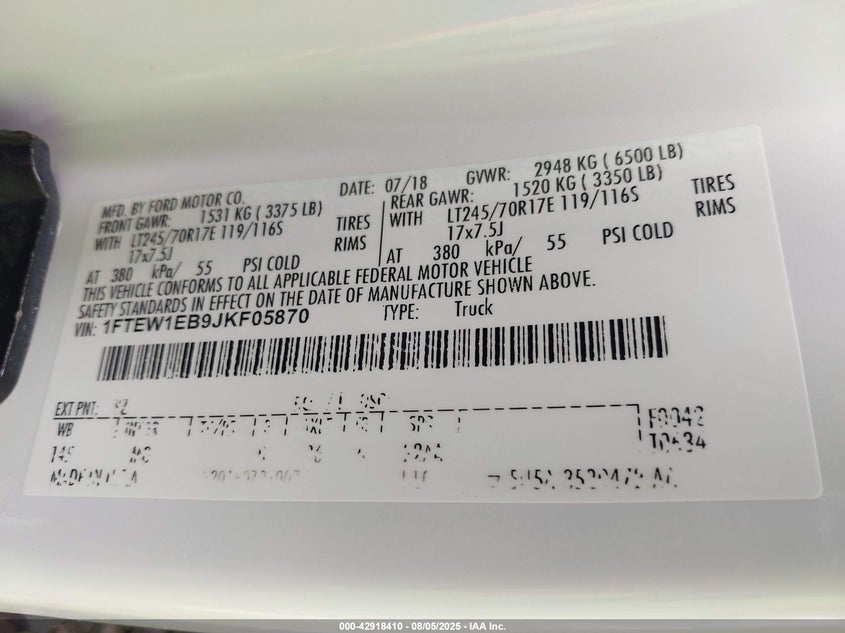 MFD. BY FORD MOTOR CO. DATE: 07/18 GVWR: 2948 KG ( 6500 LB)
FRONT GAWR: 1531 KG ( 3375 LB) REAR GAWR: 1520 KG ( 3350 LB)
WITH LT245/70R17E 119/116S TIRES WITH LT245/70R17E 119/116S TIRES
17x7.5J RIMS 17x7.5J RIMS
AT 380 kPa/ 55 PSI COLD AT 380 kPa/ 55 PSI COLD
THIS VEHICLE CONFORMS TO ALL APPLICABLE FEDERAL MOTOR VEHICLE
SAFETY STANDARDS IN EFFECT ON THE DATE OF MANUFACTURE SHOWN ABOVE.
VIN: 1FTEW1EB9JKF05870 TYPE: Truck
EXT PNT:
WB F0042
145 T0634
000-42918410 - 08/05/2025 - IAA Inc.